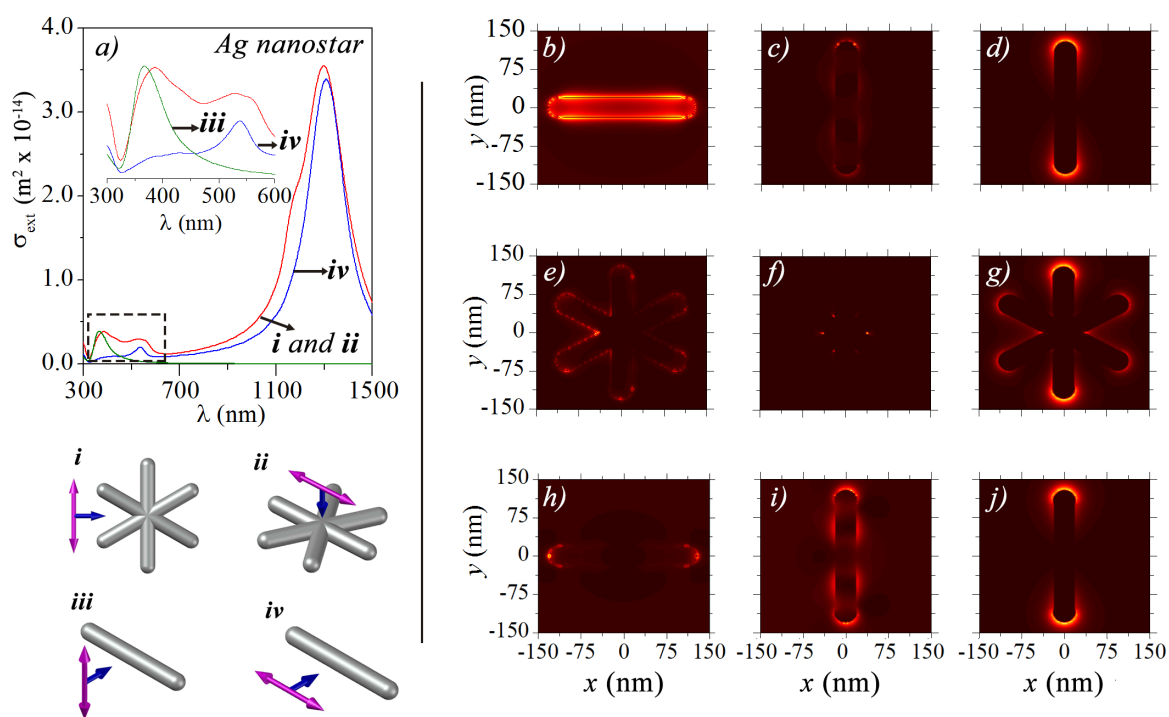 a) Ag nanostar
4.0
3.0
2.0
1.0
0.0
σext (m² x 10-14)
iii
iv
300 400 500 600
λ (nm)
iv
i and ii
300 700 1100 1500
λ (nm)
i
ii
iii
iv
150
75
0
-75
-150
y (nm)
b)
c)
d)
150
75
0
-75
-150
y (nm)
e)
f)
g)
150
75
0
-75
-150
y (nm)
h)
i)
j)
-150 -75 0 75 150
-150 -75 0 75 150
-150 -75 0 75 150
x (nm)
x (nm)
x (nm)